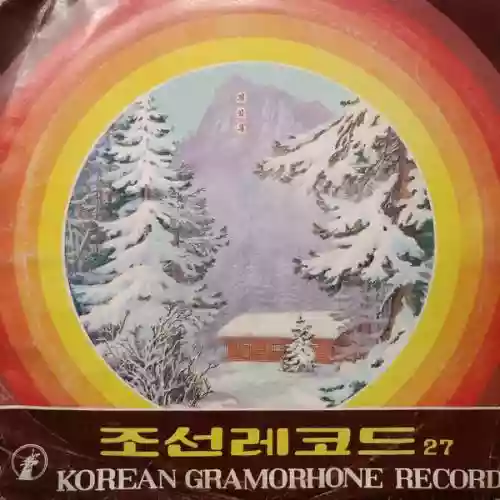 조선레코드 27
KOREAN GRAMORHONE RECORD